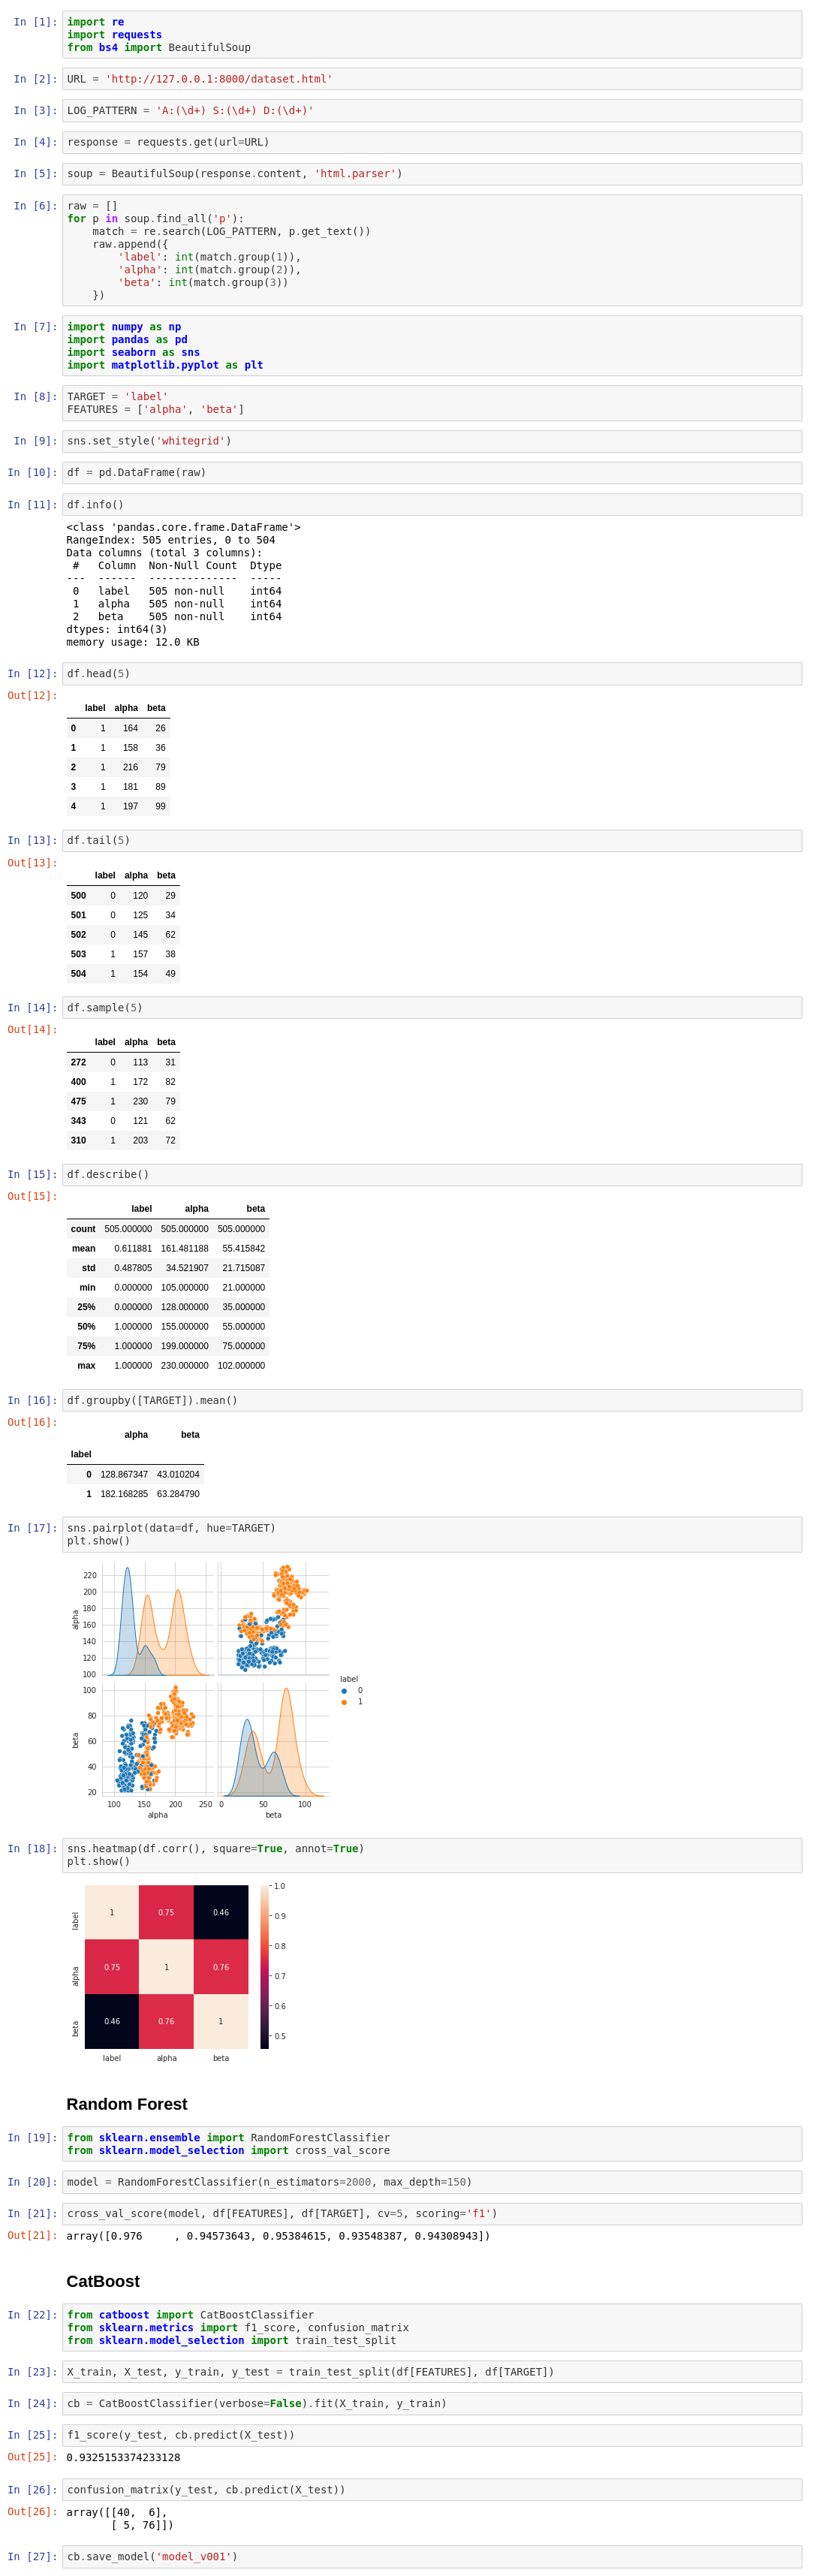 In [1]: import re
import requests
from bs4 import BeautifulSoup
In [2]: URL = 'http://127.0.0.1:8000/dataset.html'
In [3]: LOG_PATTERN = 'A:(\d+) S:(\d+) D:(\d+)'
In [4]: response = requests.get(url=URL)
In [5]: soup = BeautifulSoup(response.content, 'html.parser')
In [6]: raw = []
for p in soup.find_all('p'):
    match = re.search(LOG_PATTERN, p.get_text())
    raw.append({
        'label': int(match.group(1)),
        'alpha': int(match.group(2)),
        'beta': int(match.group(3))
    })
In [7]: import numpy as np
import pandas as pd
import seaborn as sns
import matplotlib.pyplot as plt
In [8]: TARGET = 'label'
FEATURES = ['alpha', 'beta']
In [9]: sns.set_style('whitegrid')
In [10]: df = pd.DataFrame(raw)
In [11]: df.info()
<class 'pandas.core.frame.DataFrame'>
RangeIndex: 505 entries, 0 to 504
Data columns (total 3 columns):
 #   Column  Non-Null Count  Dtype
---  ------  --------------  -----
 0   label   505 non-null    int64
 1   alpha   505 non-null    int64
 2   beta    505 non-null    int64
dtypes: int64(3)
memory usage: 12.0 KB
In [12]: df.head(5)
Out[12]:
label alpha beta
0 1 164 26
1 1 158 36
2 1 216 79
3 1 181 89
4 1 197 99
In [13]: df.tail(5)
Out[13]:
label alpha beta
500 0 120 29
501 0 125 34
502 0 145 62
503 1 157 38
504 1 154 49
In [14]: df.sample(5)
Out[14]:
label alpha beta
272 0 113 31
400 1 172 82
475 1 230 79
343 0 121 62
310 1 203 72
In [15]: df.describe()
Out[15]:
label alpha beta
count 505.000000 505.000000 505.000000
mean 0.611881 161.481188 55.415842
std 0.487805 34.521907 21.715087
min 0.000000 105.000000 21.000000
25% 0.000000 128.000000 35.000000
50% 1.000000 155.000000 55.000000
75% 1.000000 199.000000 75.000000
max 1.000000 230.000000 102.000000
In [16]: df.groupby([TARGET]).mean()
Out[16]:
alpha beta
label
0 128.867347 43.010204
1 182.168285 63.284790
In [17]: sns.pairplot(data=df, hue=TARGET)
plt.show()
220
200
180
160
140
120
100
alpha
label
0
1
100
80
60
40
20
beta
100 150 200 250 0 50 100
alpha beta
In [18]: sns.heatmap(df.corr(), square=True, annot=True)
plt.show()
label 1 0.75 0.46
alpha 0.75 1 0.76
beta 0.46 0.76 1
label alpha beta
1.0
0.9
0.8
0.7
0.6
0.5
Random Forest
In [19]: from sklearn.ensemble import RandomForestClassifier
from sklearn.model_selection import cross_val_score
In [20]: model = RandomForestClassifier(n_estimators=2000, max_depth=150)
In [21]: cross_val_score(model, df[FEATURES], df[TARGET], cv=5, scoring='f1')
Out[21]: array([0.976     , 0.94573643, 0.95384615, 0.93548387, 0.94308943])
CatBoost
In [22]: from catboost import CatBoostClassifier
from sklearn.metrics import f1_score, confusion_matrix
from sklearn.model_selection import train_test_split
In [23]: X_train, X_test, y_train, y_test = train_test_split(df[FEATURES], df[TARGET])
In [24]: cb = CatBoostClassifier(verbose=False).fit(X_train, y_train)
In [25]: f1_score(y_test, cb.predict(X_test))
Out[25]: 0.9325153374233128
In [26]: confusion_matrix(y_test, cb.predict(X_test))
Out[26]: array([[40,  6],
       [ 5, 76]])
In [27]: cb.save_model('model_v001')